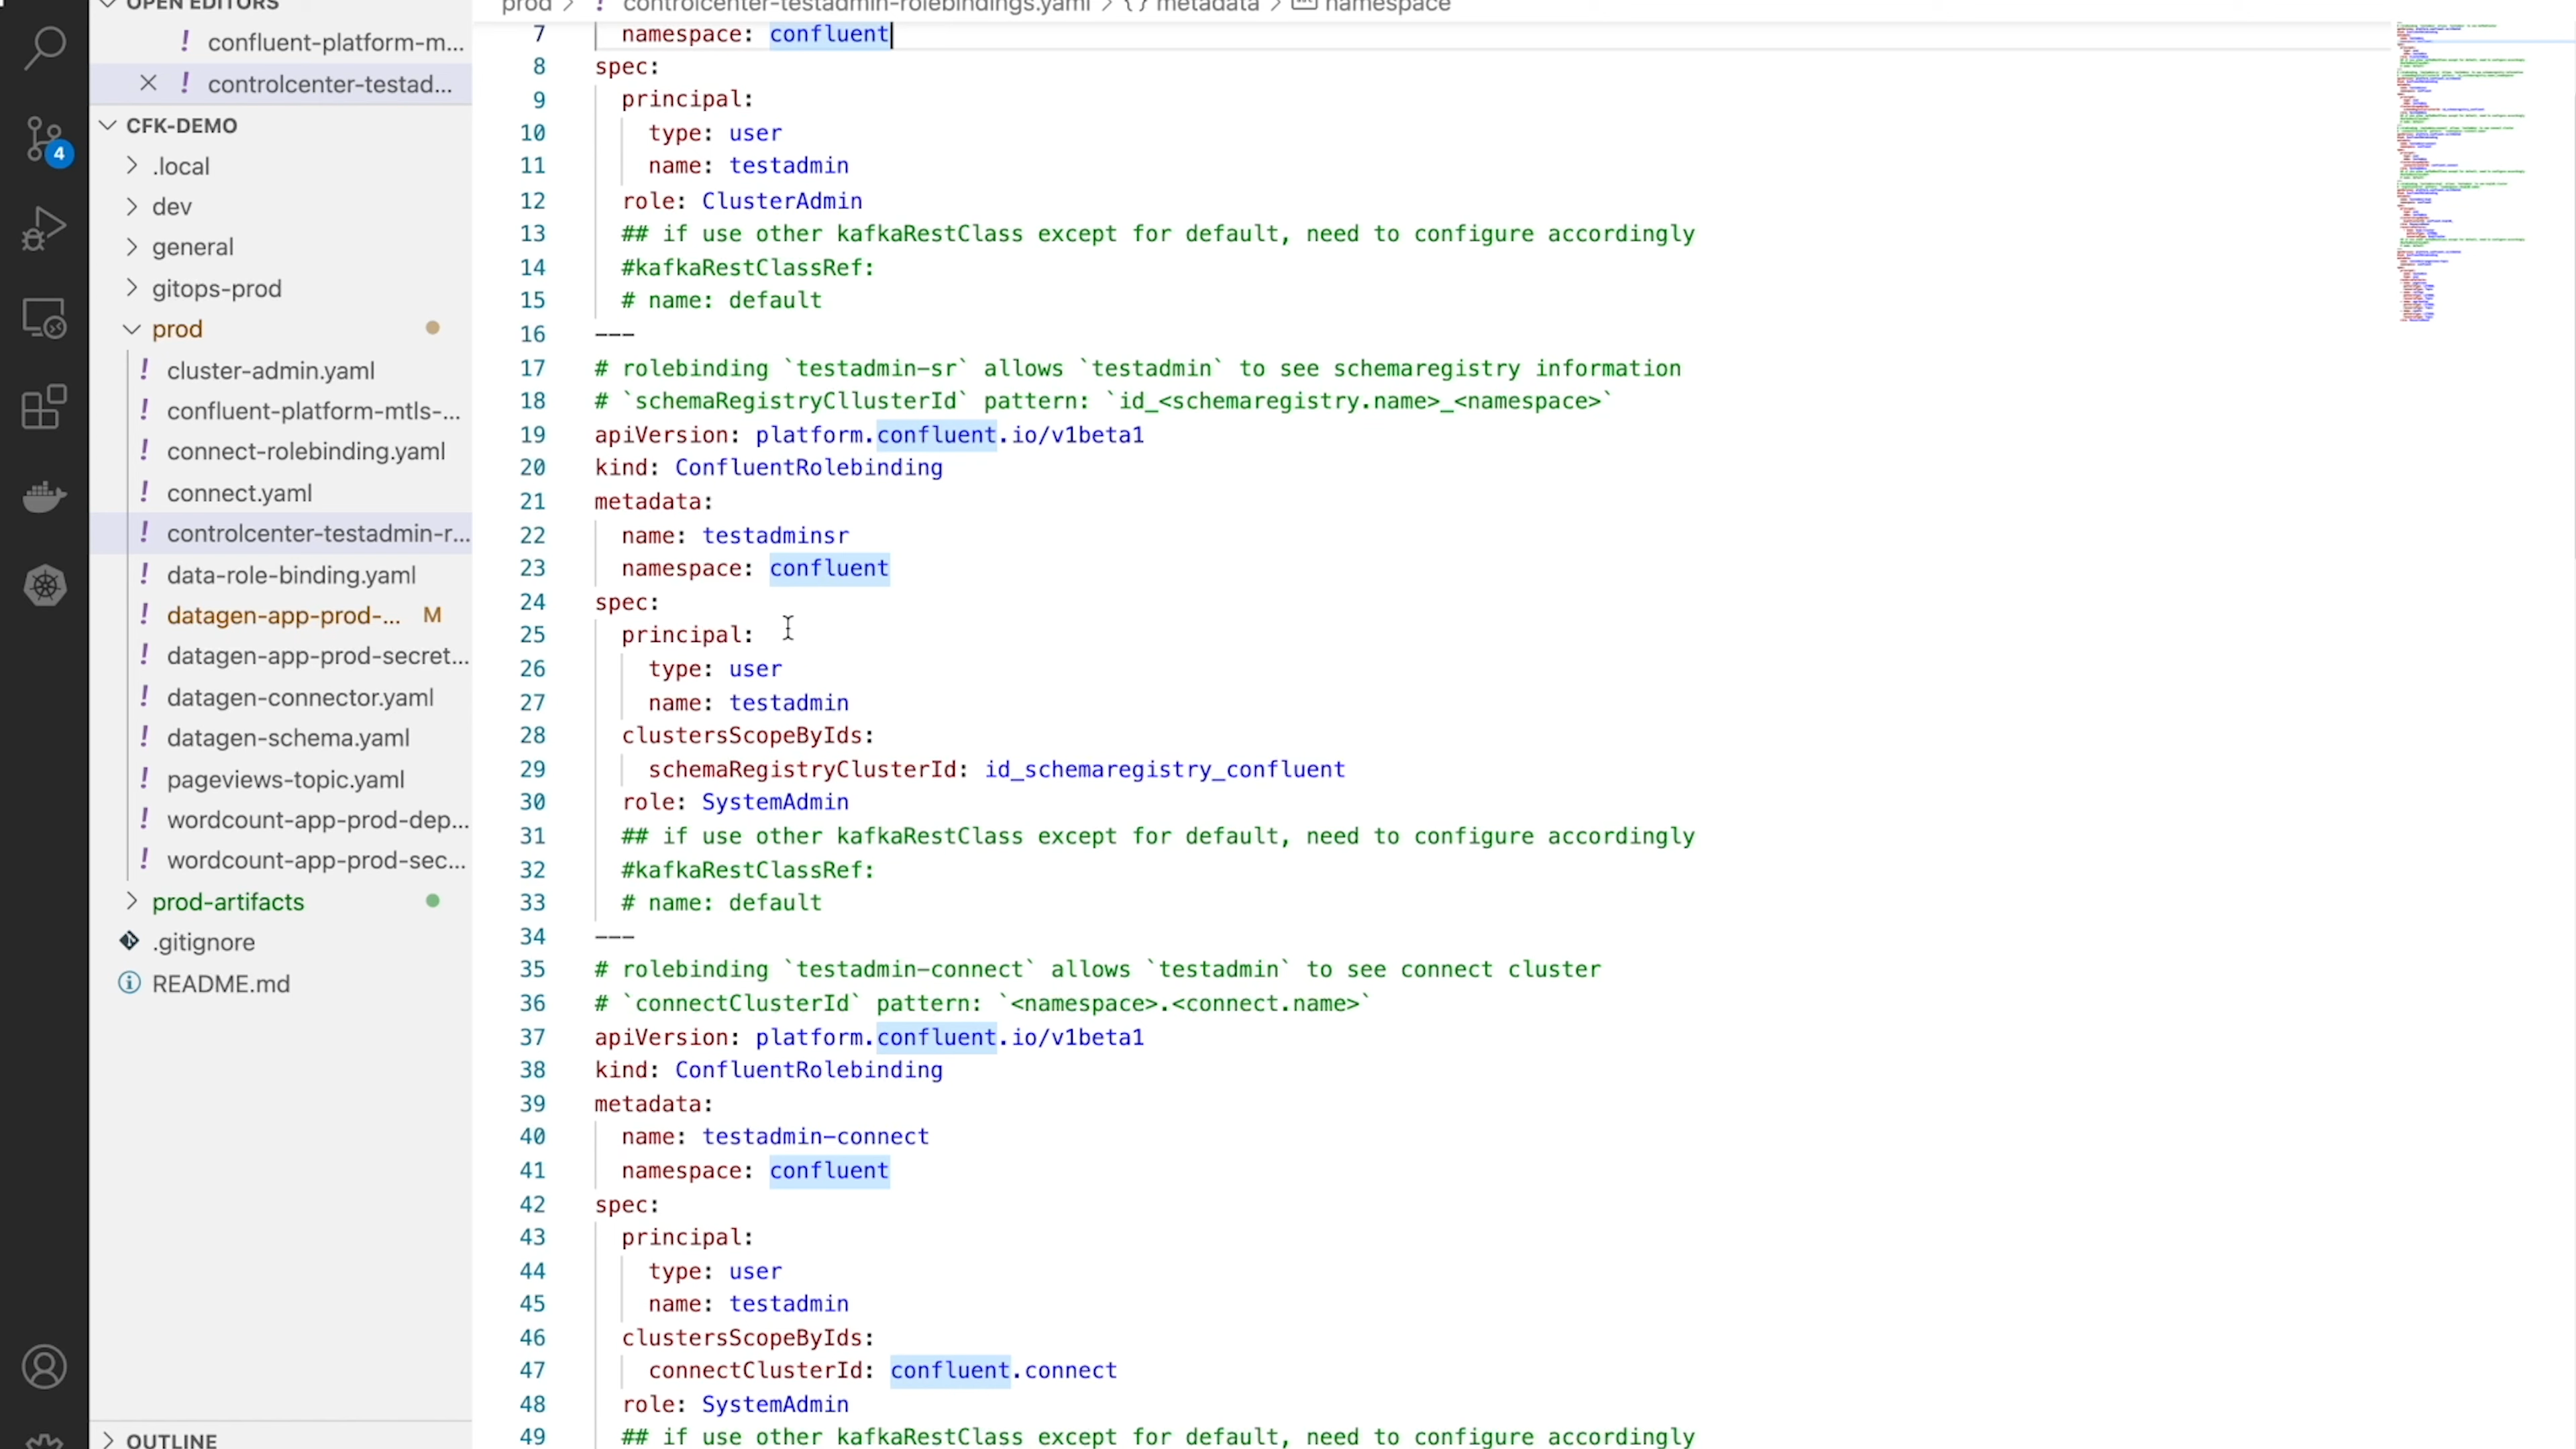 OPEN EDITORS
! confluent-platform-m...
! controlcenter-testad...
CFK-DEMO
.local
dev
general
gitops-prod
prod
! cluster-admin.yaml
! confluent-platform-mtls-...
! connect-rolebinding.yaml
! connect.yaml
! controlcenter-testadmin-r...
! data-role-binding.yaml
! datagen-app-prod-... M
! datagen-app-prod-secret...
! datagen-connector.yaml
! datagen-schema.yaml
! pageviews-topic.yaml
! wordcount-app-prod-dep...
! wordcount-app-prod-sec...
prod-artifacts
.gitignore
README.md
OUTLINE
4
prod > ! controlcenter-testadmin-rolebindings.yaml > {} metadata > namespace
7 namespace: confluent
8 spec:
9 principal:
10 type: user
11 name: testadmin
12 role: ClusterAdmin
13 ## if use other kafkaRestClass except for default, need to configure accordingly
14 #kafkaRestClassRef:
15 # name: default
16 ---
17 # rolebinding `testadmin-sr` allows `testadmin` to see schemaregistry information
18 # `schemaRegistryCllusterId` pattern: `id_<schemaregistry.name>_<namespace>`
19 apiVersion: platform.confluent.io/v1beta1
20 kind: ConfluentRolebinding
21 metadata:
22 name: testadminsr
23 namespace: confluent
24 spec:
25 principal:
26 type: user
27 name: testadmin
28 clustersScopeByIds:
29 schemaRegistryClusterId: id_schemaregistry_confluent
30 role: SystemAdmin
31 ## if use other kafkaRestClass except for default, need to configure accordingly
32 #kafkaRestClassRef:
33 # name: default
34 ---
35 # rolebinding `testadmin-connect` allows `testadmin` to see connect cluster
36 # `connectClusterId` pattern: `<namespace>.<connect.name>`
37 apiVersion: platform.confluent.io/v1beta1
38 kind: ConfluentRolebinding
39 metadata:
40 name: testadmin-connect
41 namespace: confluent
42 spec:
43 principal:
44 type: user
45 name: testadmin
46 clustersScopeByIds:
47 connectClusterId: confluent.connect
48 role: SystemAdmin
49 ## if use other kafkaRestClass except for default, need to configure accordingly